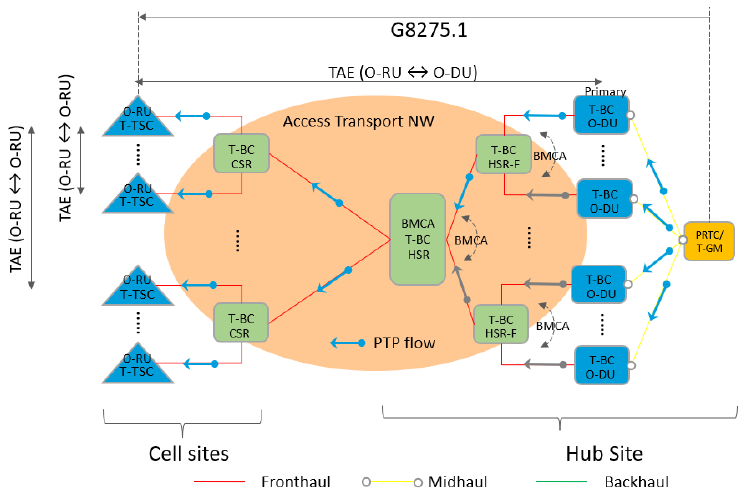 G8275.1
TAE (O-RU ↔ O-DU)
TAE (O-RU ↔ O-RU)
TAE (O-RU ↔ O-RU)
Primary
O-RU
T-TSC
T-BC
O-DU
Access Transport NW
T-BC
CSR
T-BC
HSR-F
BMCA
O-RU
T-TSC
T-BC
O-DU
BMCA
T-BC
HSR
BMCA
PRTC/
T-GM
O-RU
T-TSC
T-BC
O-DU
T-BC
CSR
T-BC
HSR-F
BMCA
PTP flow
O-RU
T-TSC
T-BC
O-DU
Cell sites
Hub Site
Fronthaul
Midhaul
Backhaul